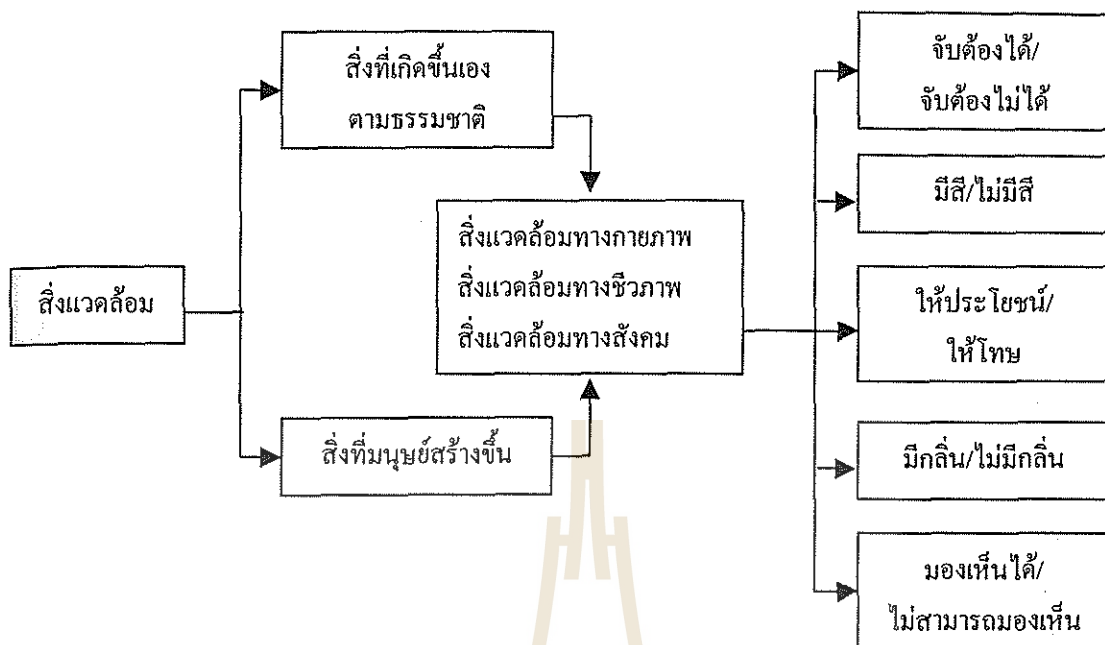 สิ่งแวดล้อม
สิ่งที่เกิดขึ้นเอง
ตามธรรมชาติ
สิ่งที่มนุษย์สร้างขึ้น
สิ่งแวดล้อมทางกายภาพ
สิ่งแวดล้อมทางชีวภาพ
สิ่งแวดล้อมทางสังคม
จับต้องได้/
จับต้องไม่ได้
มีสี/ไม่มีสี
ให้ประโยชน์/
ให้โทษ
มีกลิ่น/ไม่มีกลิ่น
มองเห็นได้/
ไม่สามารถมองเห็น